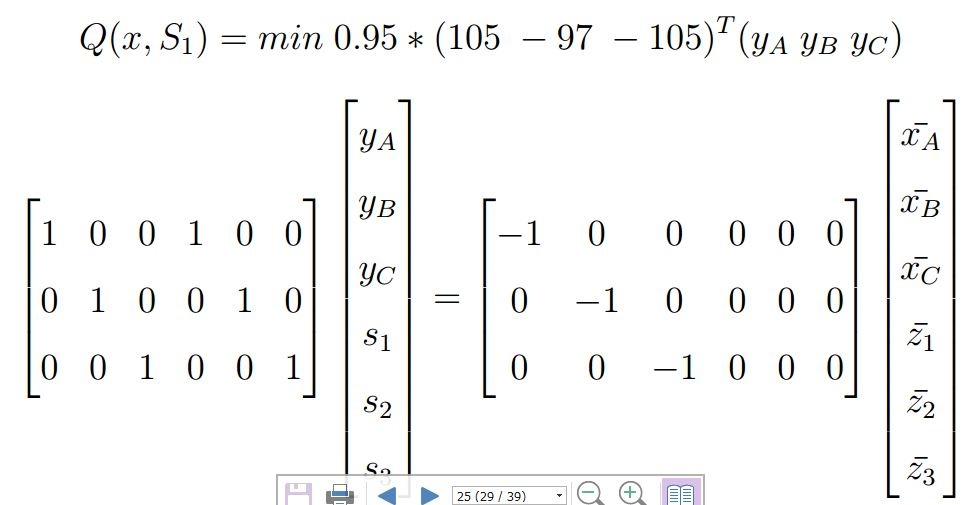 Q(x, S₁) = min 0.95 * (105 − 97 − 105)ᵀ(y_A y_B y_C)
[1 0 0 1 0 0] [y_A] = [−1 0 0 0 0 0] [x̄_A]
[0 1 0 0 1 0] [y_B] [0 −1 0 0 0 0] [x̄_B]
[0 0 1 0 0 1] [y_C] [0 0 −1 0 0 0] [x̄_C]
[s₁] [z̄₁]
[s₂] [z̄₂]
[s₃] [z̄₃]
25 (29 / 39)